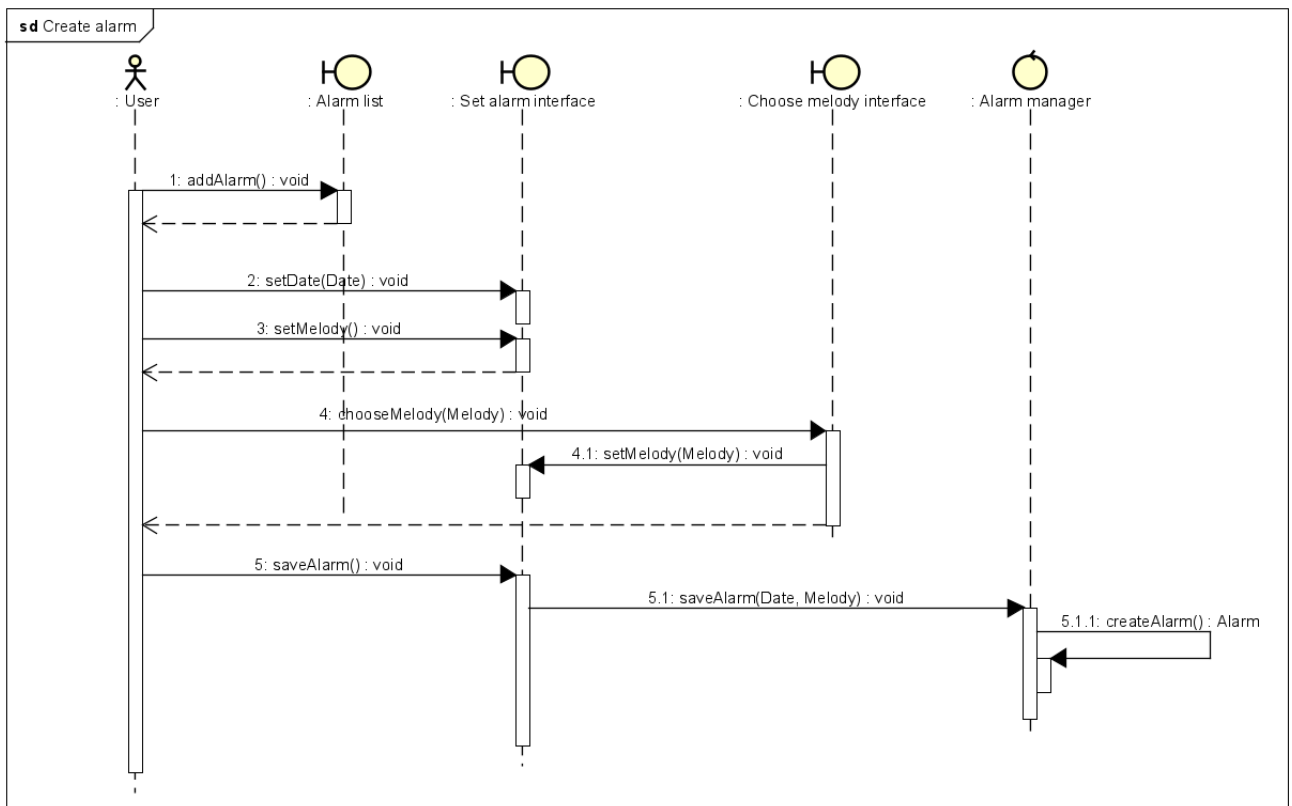 sd Create alarm
: User
: Alarm list
: Set alarm interface
: Choose melody interface
: Alarm manager
1: addAlarm() : void
2: setDate(Date) : void
3: setMelody() : void
4: chooseMelody(Melody) : void
4.1: setMelody(Melody) : void
5: saveAlarm() : void
5.1: saveAlarm(Date, Melody) : void
5.1.1: createAlarm() : Alarm